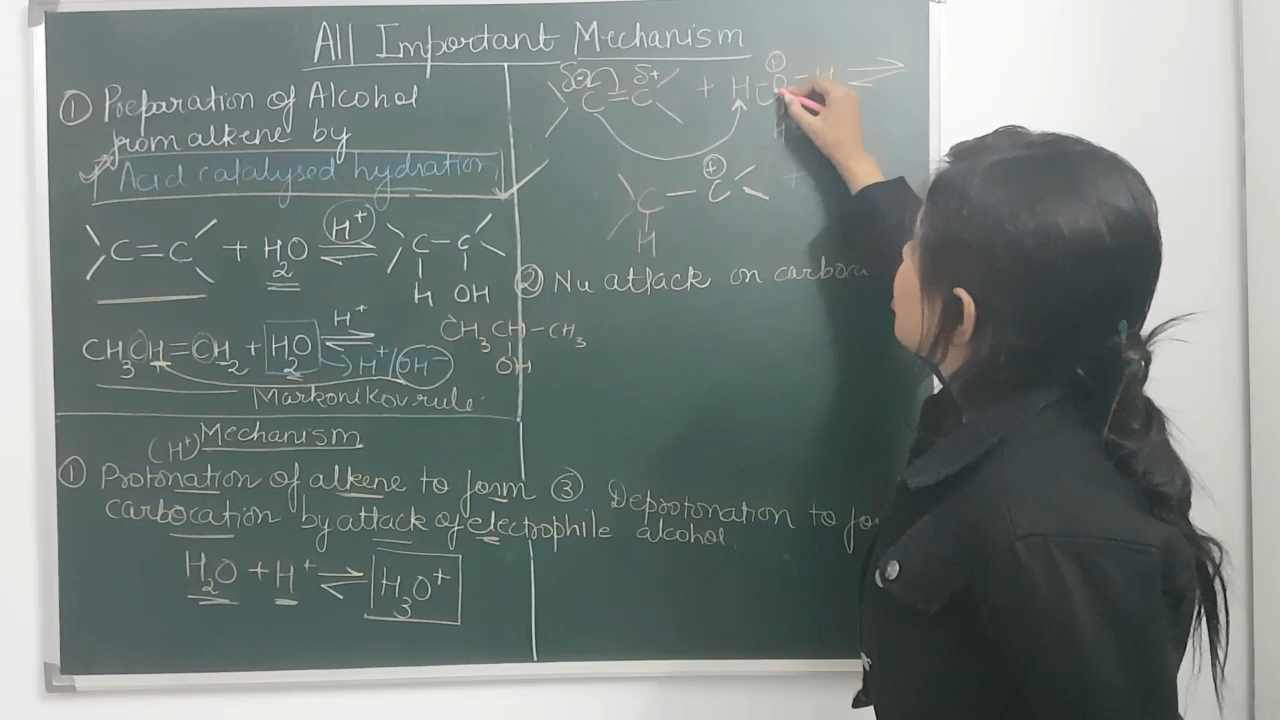 All Important Mechanism
① Preparation of Alcohol
from alkene by
Acid catalysed hydration
C=C + H2O H+ ⇌ C-C
H OH
CH3CH=CH2 + H2O H+ ⇌ CH3CH-CH3
OH
H+/OH-
Markonikov rule
Mechanism
(H+)
① Protonation of alkene to form
carbocation by attack of electrophile
H2O + H+ ⇌ H3O+
δ- δ+
C=C + H O-H ⇌
⊕
H
C - C ⊕ +
H
② Nu attack on carboca
③ Deprotonation to fo
alcohol.